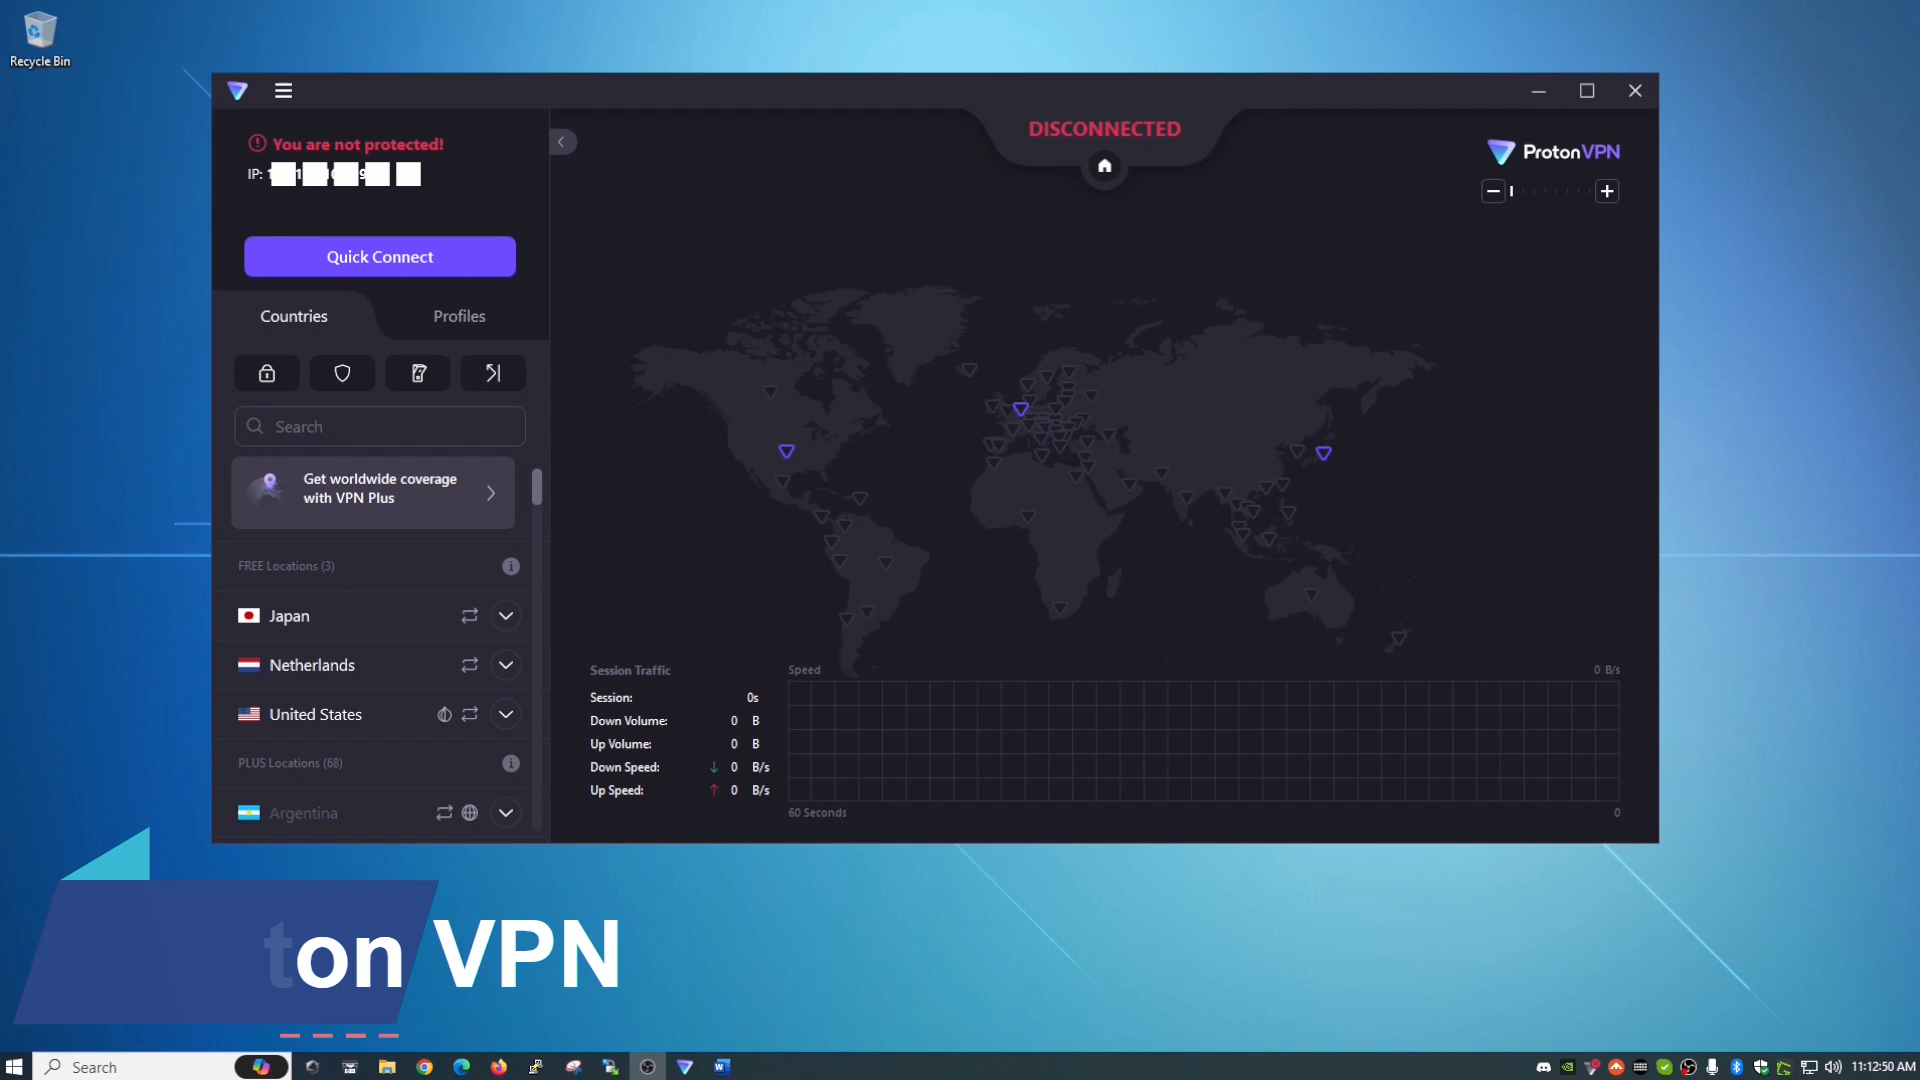 Recycle Bin
You are not protected!
IP:
Quick Connect
Countries
Profiles
Search
Get worldwide coverage
with VPN Plus
FREE Locations (3)
Japan
Netherlands
United States
PLUS Locations (68)
Argentina
DISCONNECTED
ProtonVPN
Session Traffic
Session: 0s
Down Volume: 0 B
Up Volume: 0 B
Down Speed: 0 B/s
Up Speed: 0 B/s
Speed
0 B/s
60 Seconds
0
ton VPN
Search
11:12:50 AM